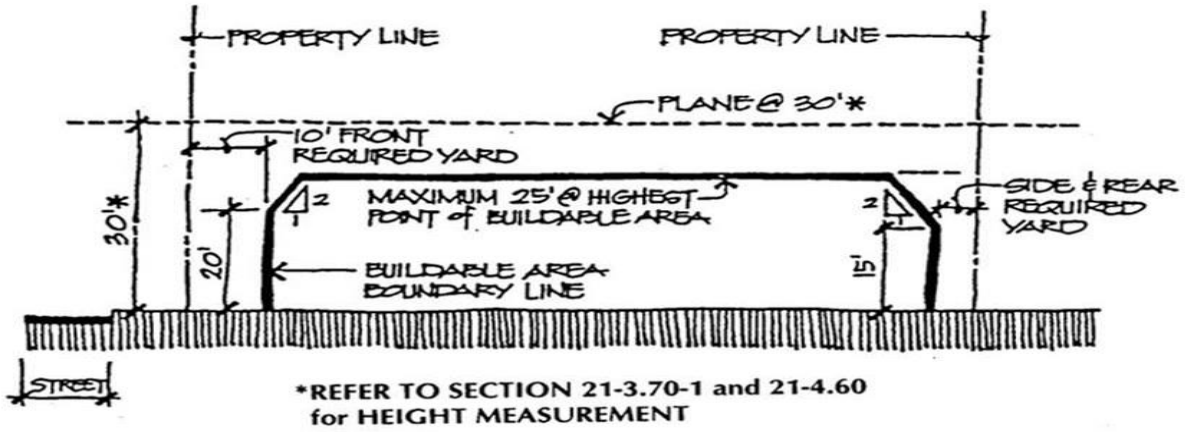 PROPERTY LINE
PROPERTY LINE
PLANE @ 30'*
10' FRONT
REQUIRED YARD
2
1
MAXIMUM 25' @ HIGHEST
POINT of BUILDABLE AREA
2
1
SIDE & REAR
REQUIRED
YARD
30'*
20'
15'
BUILDABLE AREA
BOUNDARY LINE
STREET
*REFER TO SECTION 21-3.70-1 and 21-4.60
for HEIGHT MEASUREMENT